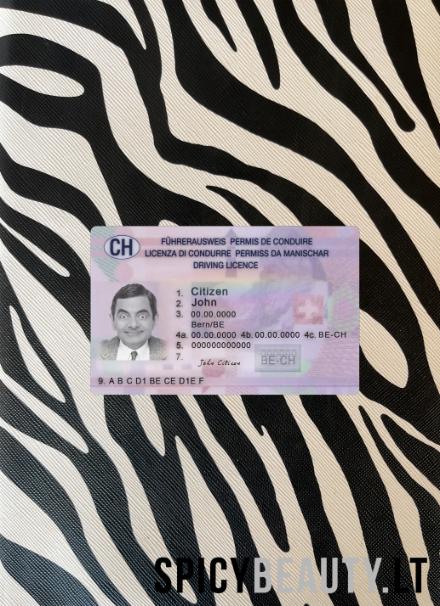 CH
FÜHRERAUSWEIS PERMIS DE CONDUIRE
LICENZA DI CONDURRE PERMISS DA MANISCHAR
DRIVING LICENCE
1. Citizen
2. John
3. 00.00.0000
Bern/BE
4a. 00.00.0000 4b. 00.00.0000 4c. BE-CH
5. 000000000000
7. John Citizen
BE-CH
9. A B C D1 BE CE D1E F
SPICYBEAUTY.LT